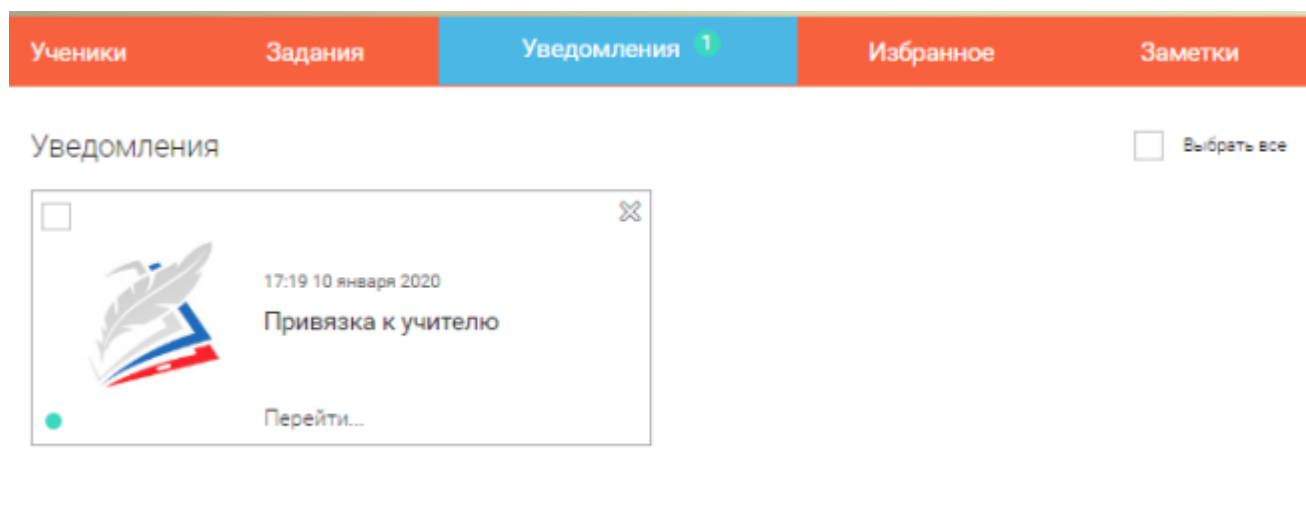 Ученики Задания Уведомления 1 Избранное Заметки
Уведомления Выбрать все
17:19 10 января 2020
Привязка к учителю
Перейти...